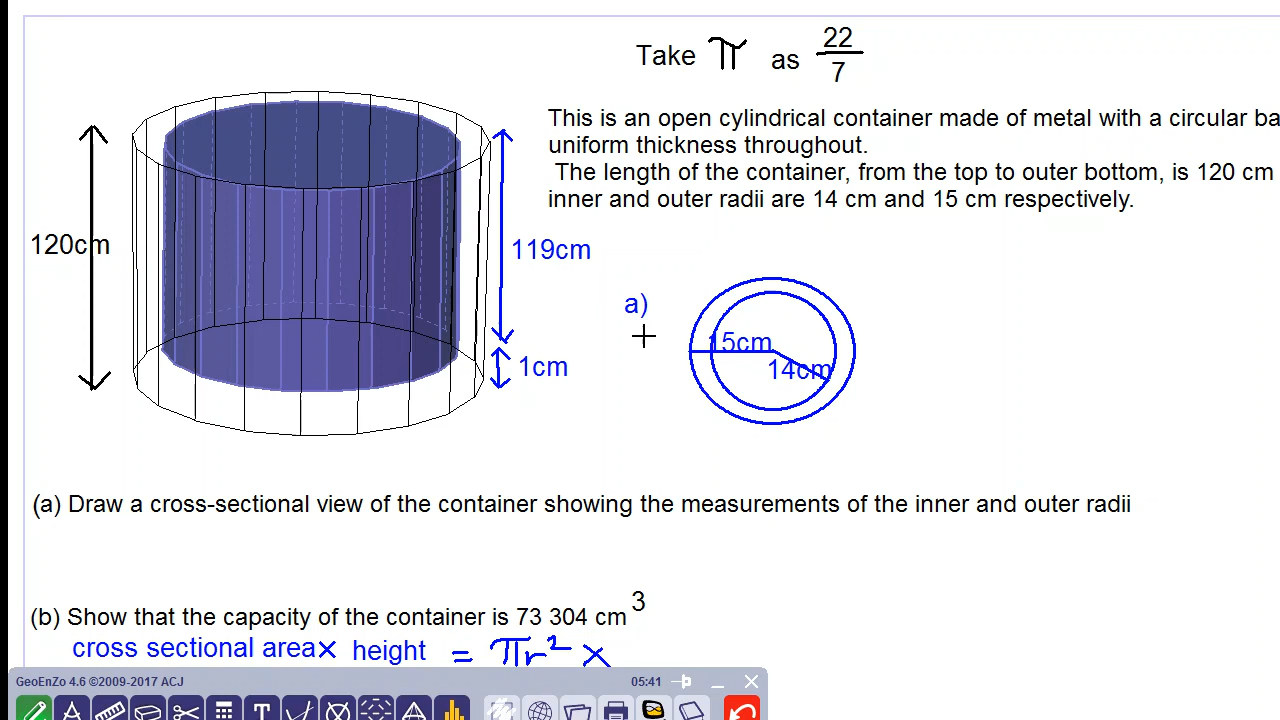 Take π as 22/7
This is an open cylindrical container made of metal with a circular ba
uniform thickness throughout.
The length of the container, from the top to outer bottom, is 120 cm
inner and outer radii are 14 cm and 15 cm respectively.
120cm
119cm
1cm
a)
15cm
14cm
(a) Draw a cross-sectional view of the container showing the measurements of the inner and outer radii
(b) Show that the capacity of the container is 73 304 cm³
cross sectional area× height = πr² ×
GeoEnZo 4.6 ©2009-2017 ACJ
05:41
T